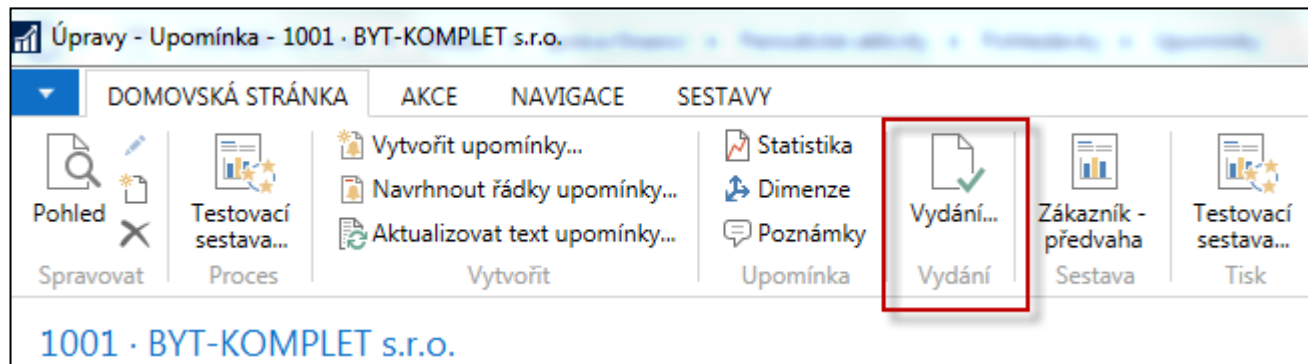 Úpravy - Upomínka - 1001 · BYT-KOMPLET s.r.o.
DOMOVSKÁ STRÁNKA AKCE NAVIGACE SESTAVY
Pohled
Spravovat
Testovací
sestava...
Proces
Vytvořit upomínky...
Navrhnout řádky upomínky...
Aktualizovat text upomínky...
Vytvořit
Statistika
Dimenze
Poznámky
Upomínka
Vydání...
Vydání
Zákazník -
předvaha
Sestava
Testovací
sestava...
Tisk
1001 · BYT-KOMPLET s.r.o.